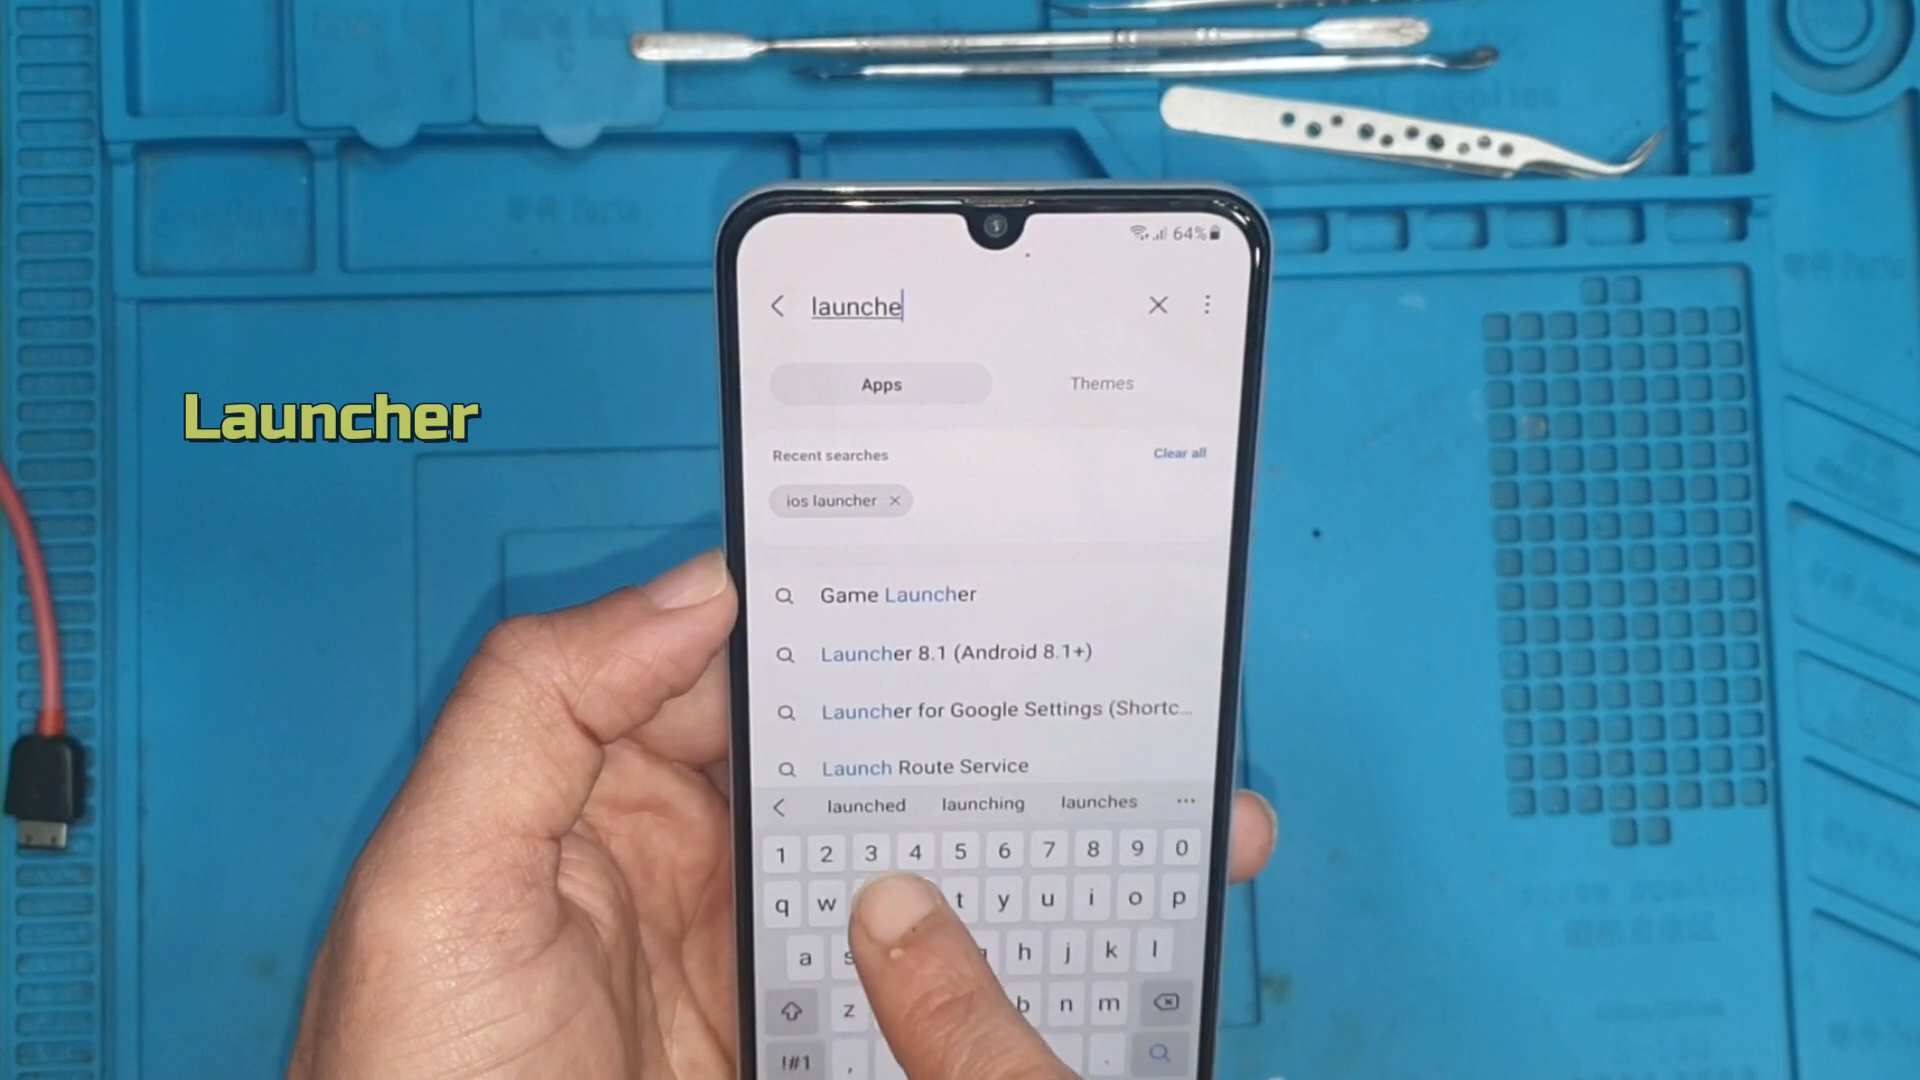 64%
launche
Apps
Themes
Recent searches
Clear all
ios launcher
Launcher
Game Launcher
Launcher 8.1 (Android 8.1+)
Launcher for Google Settings (Shortc...
Launch Route Service
launched launching launches
1 2 3 4 5 6 7 8 9 0
q w t y u i o p
a s h j k l
z b n m
!#1 , .